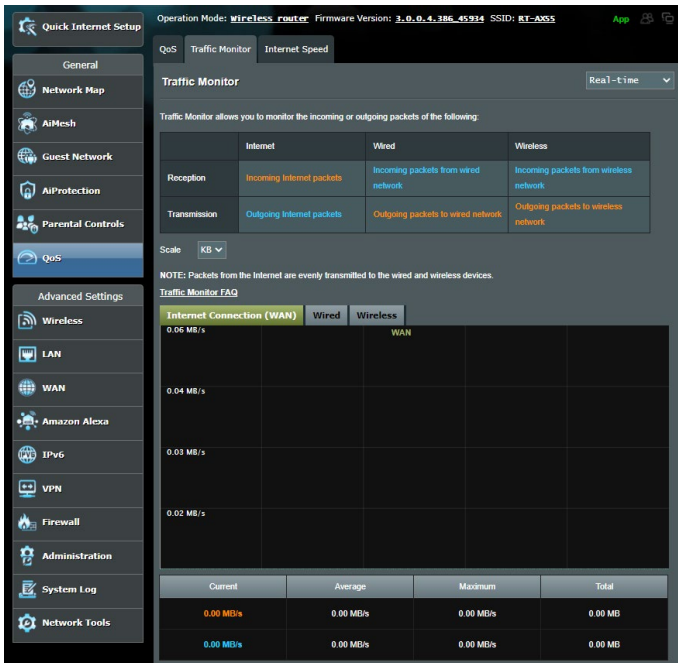 Quick Internet Setup
General
Network Map
AiMesh
Guest Network
AiProtection
Parental Controls
QoS
Advanced Settings
Wireless
LAN
WAN
Amazon Alexa
IPv6
VPN
Firewall
Administration
System Log
Network Tools
Operation Mode: Wireless router Firmware Version: 3.0.0.4.386_45934 SSID: RT-AX55 App
QoS Traffic Monitor Internet Speed
Traffic Monitor Real-time
Traffic Monitor allows you to monitor the incoming or outgoing packets of the following:
Internet Wired Wireless
Reception Incoming Internet packets Incoming packets from wired network Incoming packets from wireless network
Transmission Outgoing Internet packets Outgoing packets to wired network Outgoing packets to wireless network
Scale KB
NOTE: Packets from the Internet are evenly transmitted to the wired and wireless devices.
Traffic Monitor FAQ
Internet Connection (WAN) Wired Wireless
0.06 MB/s WAN
0.04 MB/s
0.03 MB/s
0.02 MB/s
Current Average Maximum Total
0.00 MB/s 0.00 MB/s 0.00 MB/s 0.00 MB
0.00 MB/s 0.00 MB/s 0.00 MB/s 0.00 MB